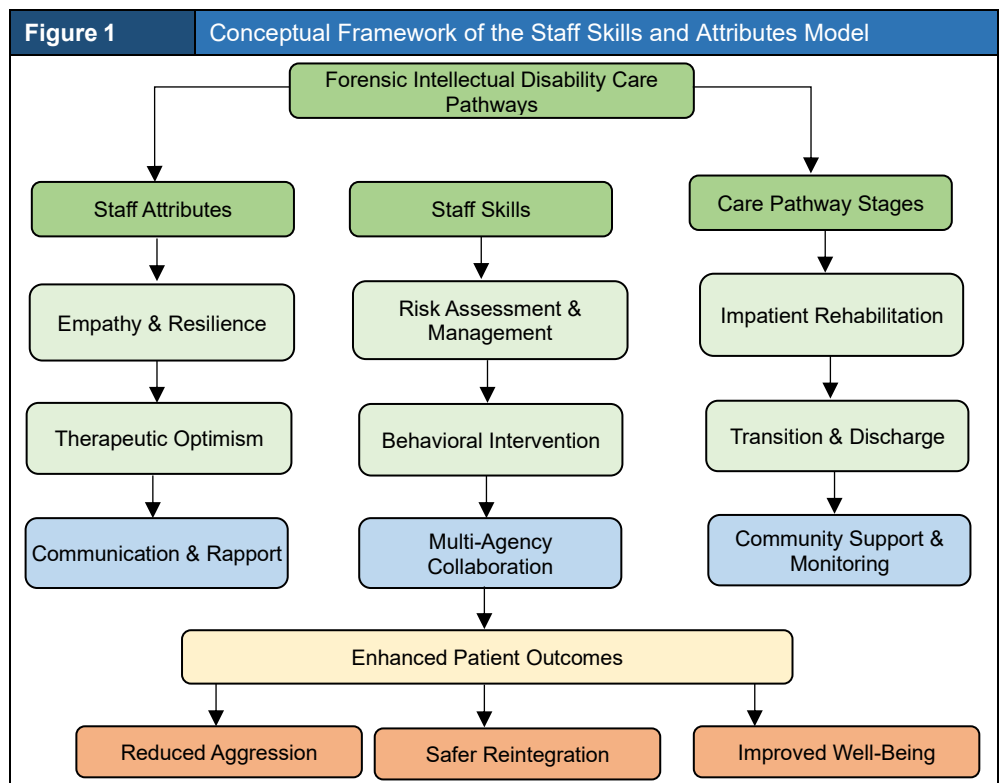 Figure 1
Conceptual Framework of the Staff Skills and Attributes Model
Forensic Intellectual Disability Care
Pathways
Staff Attributes
Staff Skills
Care Pathway Stages
Empathy & Resilience
Risk Assessment &
Management
Impatient Rehabilitation
Therapeutic Optimism
Behavioral Intervention
Transition & Discharge
Communication & Rapport
Multi-Agency
Collaboration
Community Support &
Monitoring
Enhanced Patient Outcomes
Reduced Aggression
Safer Reintegration
Improved Well-Being